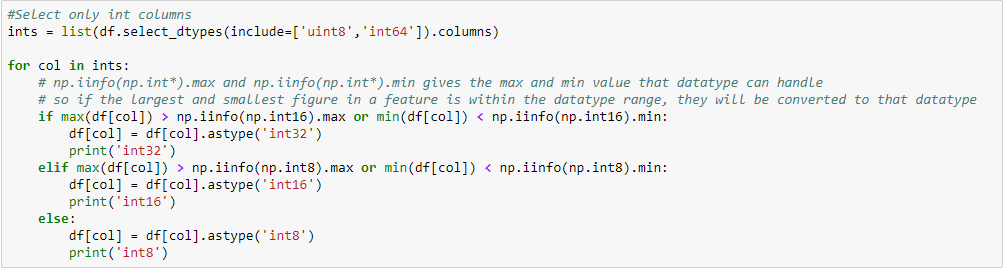 #Select only int columns
ints = list(df.select_dtypes(include=['uint8','int64']).columns)
for col in ints:
    # np.iinfo(np.int*).max and np.iinfo(np.int*).min gives the max and min value that datatype can handle
    # so if the largest and smallest figure in a feature is within the datatype range, they will be converted to that datatype
    if max(df[col]) > np.iinfo(np.int16).max or min(df[col]) < np.iinfo(np.int16).min:
        df[col] = df[col].astype('int32')
        print('int32')
    elif max(df[col]) > np.iinfo(np.int8).max or min(df[col]) < np.iinfo(np.int8).min:
        df[col] = df[col].astype('int16')
        print('int16')
    else:
        df[col] = df[col].astype('int8')
        print('int8')